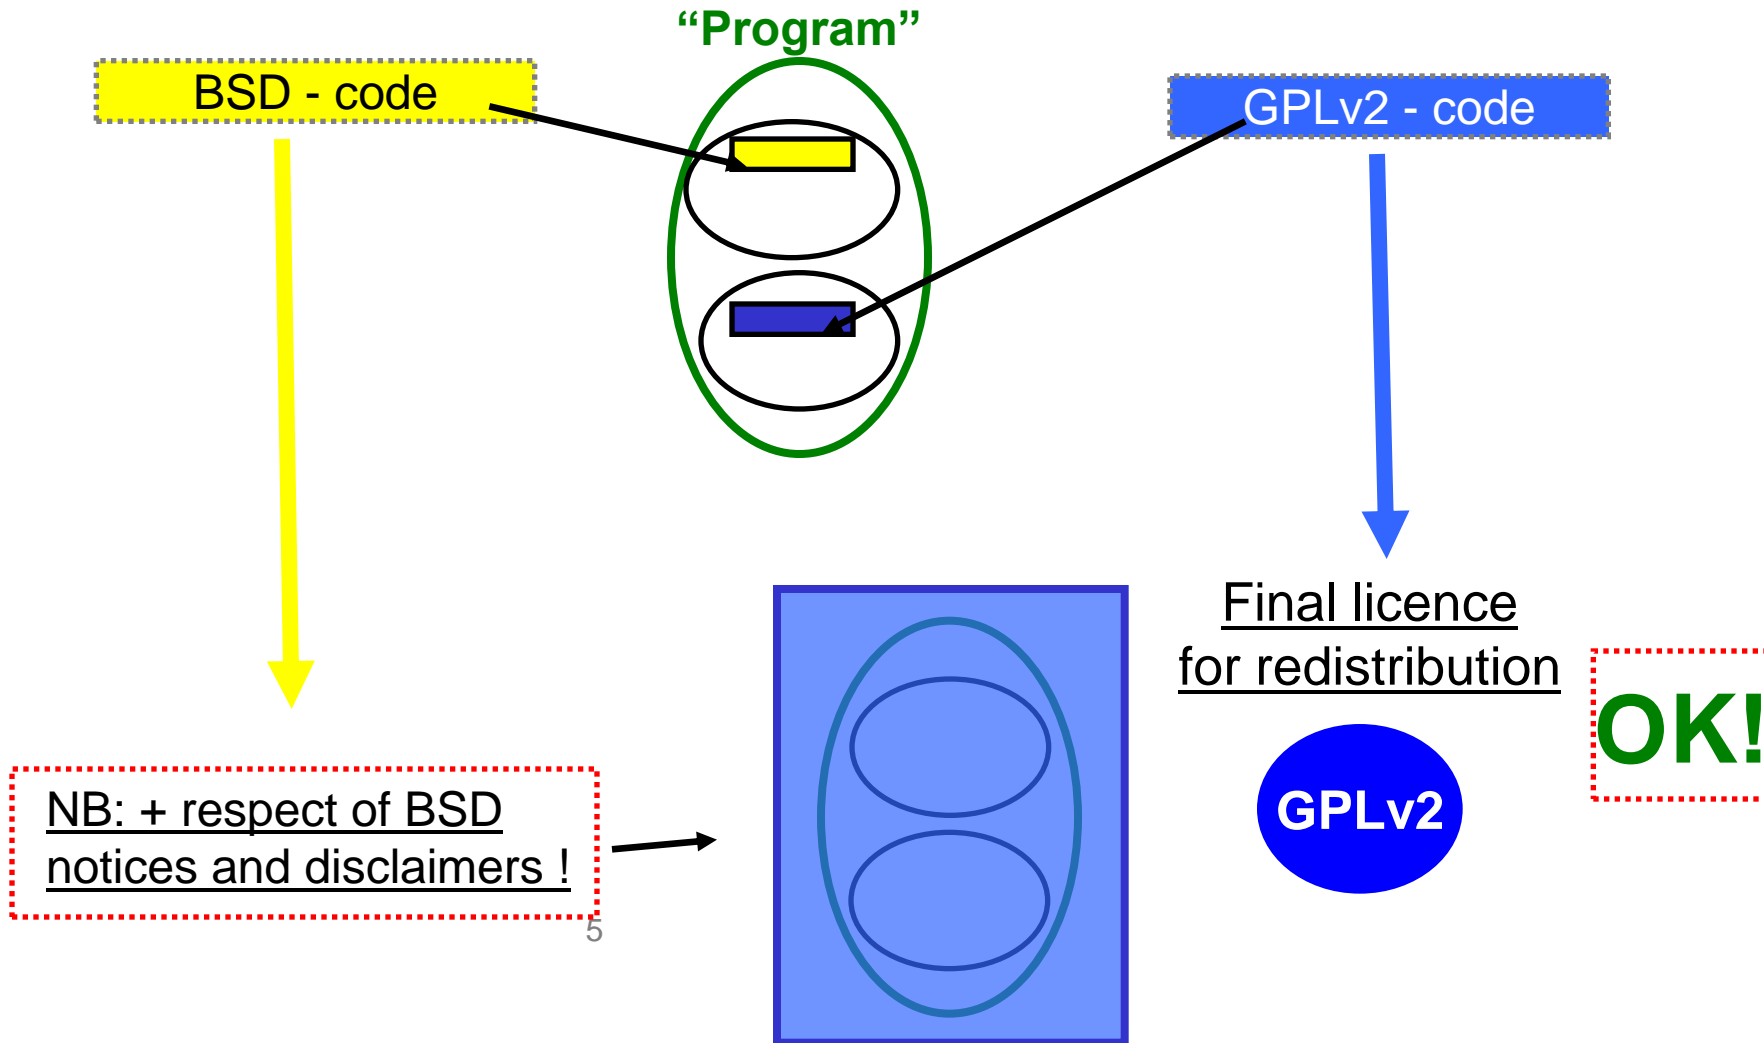 “Program”
BSD - code
GPLv2 - code
Final licence
for redistribution
OK!
GPLv2
NB: + respect of BSD
notices and disclaimers !
5